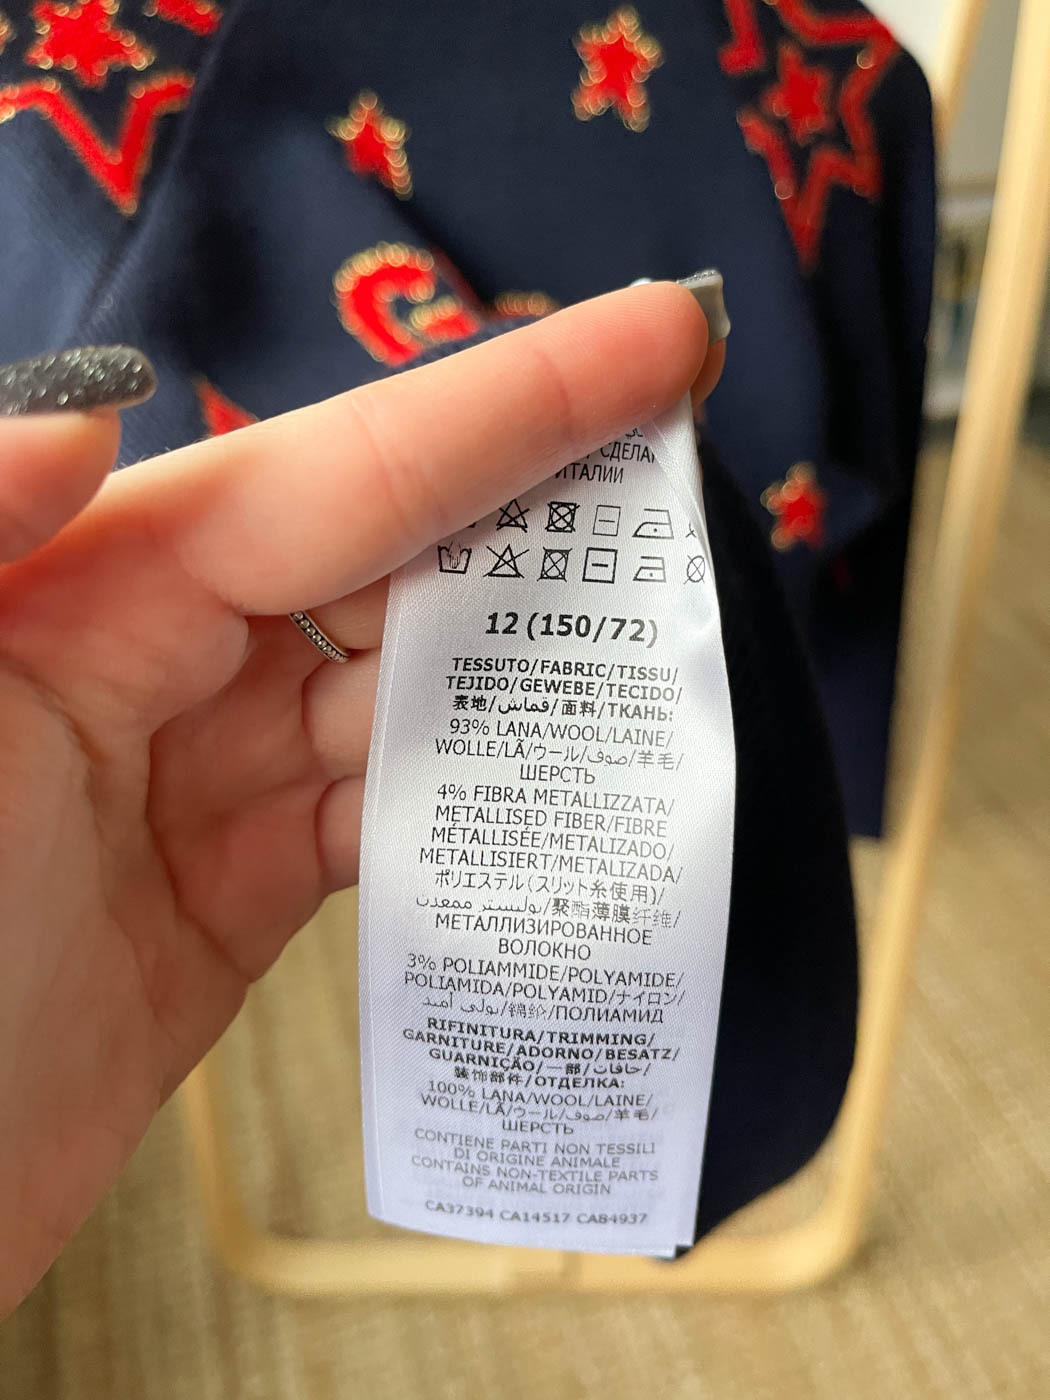 СДЕЛА
ИТАЛИИ
12 (150/72)
TESSUTO/FABRIC/TISSU/
TEJIDO/GEWEBE/TECIDO/
表地/قماش/面料/ТКАНЬ:
93% LANA/WOOL/LAINE/
WOLLE/LÃ/ウール/صوف/羊毛/
ШЕРСТЬ
4% FIBRA METALLIZZATA/
METALLISED FIBER/FIBRE
MÉTALLISÉE/METALIZADO/
METALLISIERT/METALIZADA/
ポリエステル(スリット糸使用)/
بوليستر ممعدن/聚酯薄膜纤维/
МЕТАЛЛИЗИРОВАННОЕ
ВОЛОКНО
3% POLIAMMIDE/POLYAMIDE/
POLIAMIDA/POLYAMID/ナイロン/
بولي أميد/锦纶/ПОЛИАМИД
RIFINITURA/TRIMMING/
GARNITURE/ADORNO/BESATZ/
GUARNIÇÃO/一部/حافات/
装饰部件/ОТДЕЛКА:
100% LANA/WOOL/LAINE/
WOLLE/LÃ/ウール/صوف/羊毛/
ШЕРСТЬ
CONTIENE PARTI NON TESSILI
DI ORIGINE ANIMALE
CONTAINS NON-TEXTILE PARTS
OF ANIMAL ORIGIN
CA37394 CA14517 CA84937